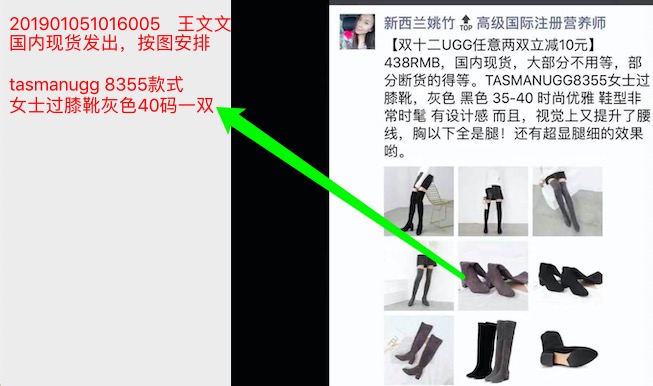 201901051016005 王文文
国内现货发出，按图安排
tasmanugg 8355款式
女士过膝靴灰色40码一双
新西兰姚竹🔝高级国际注册营养师
【双十二UGG任意两双立减10元】
438RMB，国内现货，大部分不用等，部
分断货的得等。TASMANUGG8355女士过
膝靴，灰色 黑色 35-40 时尚优雅 鞋型非
常时髦 有设计感 而且，视觉上又提升了腰
线，胸以下全是腿！还有超显腿细的效果
哟。